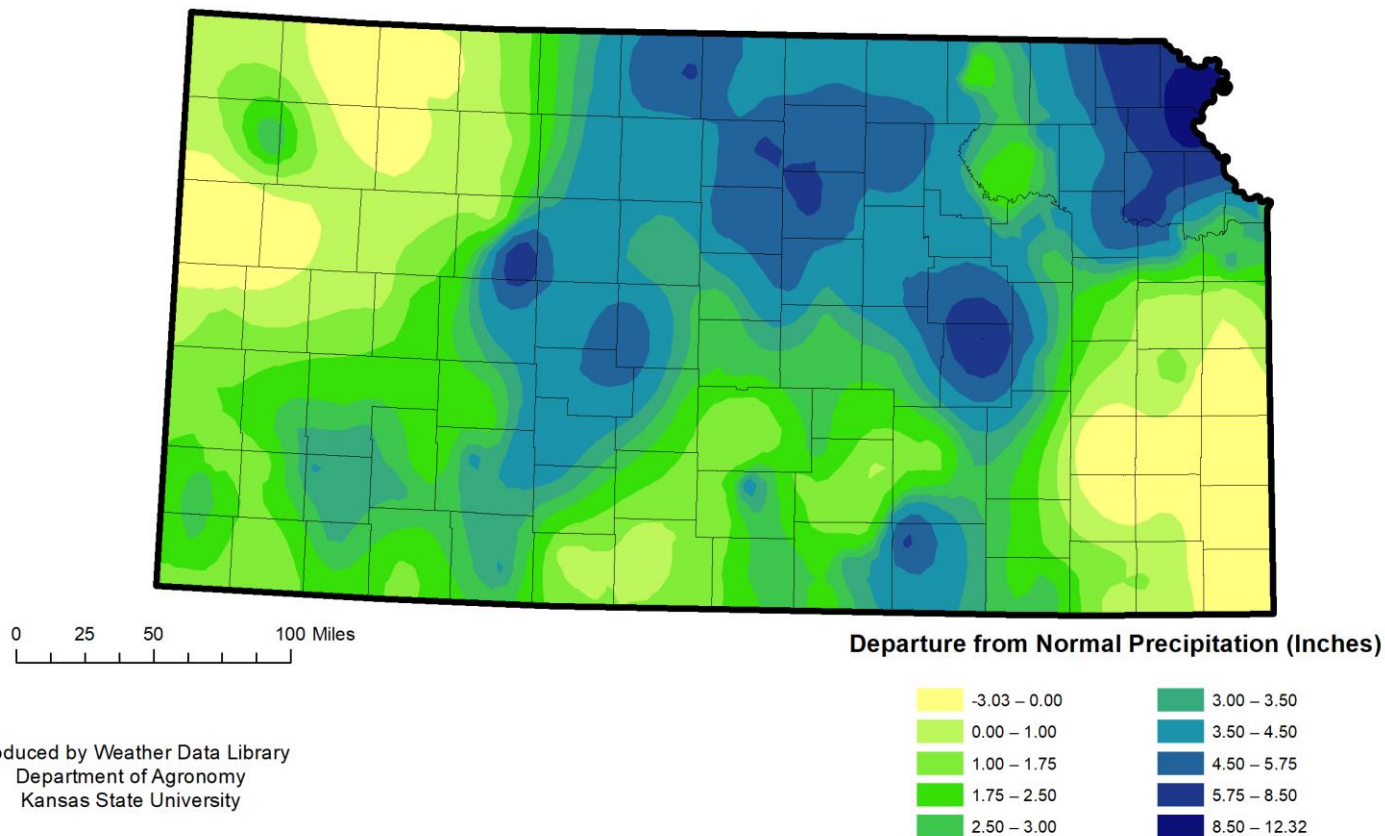 0 25 50 100 Miles
Departure from Normal Precipitation (Inches)
-3.03 – 0.00
0.00 – 1.00
1.00 – 1.75
1.75 – 2.50
2.50 – 3.00
3.00 – 3.50
3.50 – 4.50
4.50 – 5.75
5.75 – 8.50
8.50 – 12.32
oduced by Weather Data Library
Department of Agronomy
Kansas State University